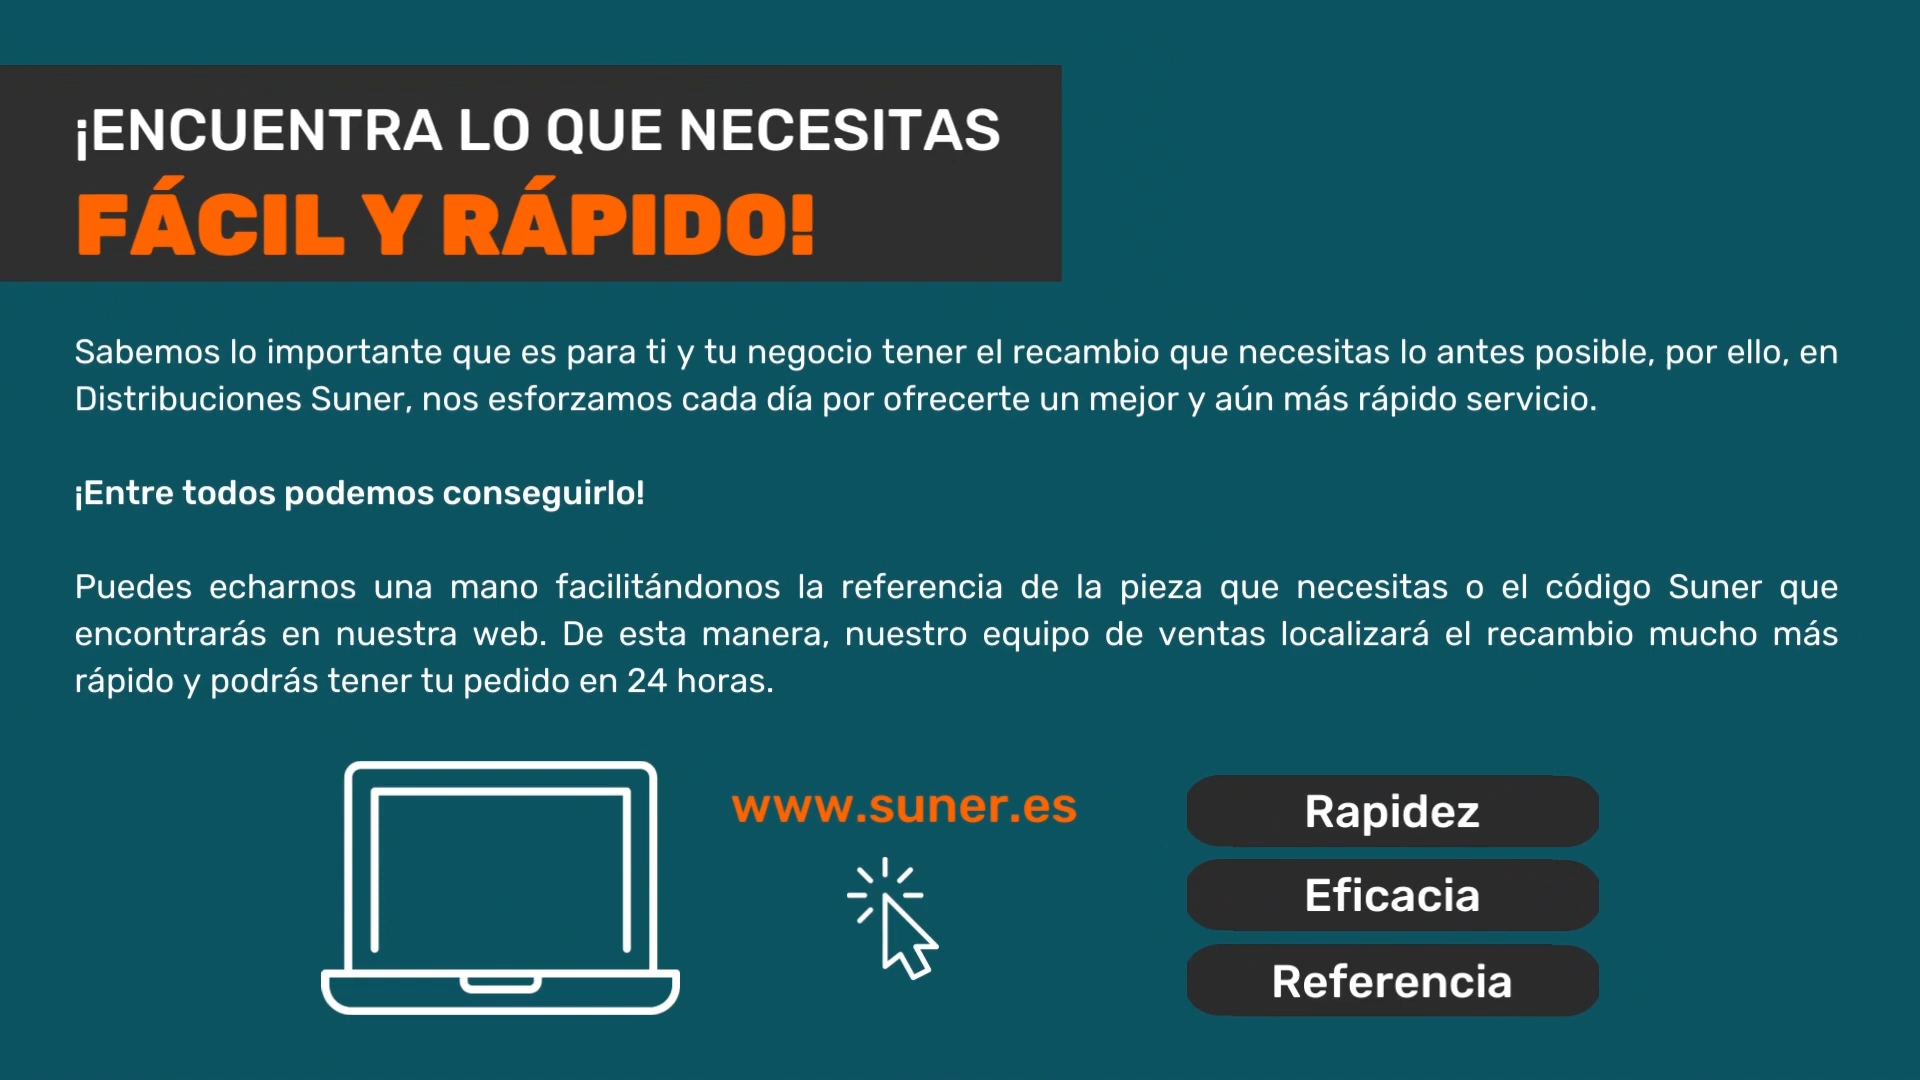 ¡ENCUENTRA LO QUE NECESITAS
FÁCIL Y RÁPIDO!
Sabemos lo importante que es para ti y tu negocio tener el recambio que necesitas lo antes posible, por ello, en
Distribuciones Suner, nos esforzamos cada día por ofrecerte un mejor y aún más rápido servicio.
¡Entre todos podemos conseguirlo!
Puedes echarnos una mano facilitándonos la referencia de la pieza que necesitas o el código Suner que
encontrarás en nuestra web. De esta manera, nuestro equipo de ventas localizará el recambio mucho más
rápido y podrás tener tu pedido en 24 horas.
www.suner.es
Rapidez
Eficacia
Referencia